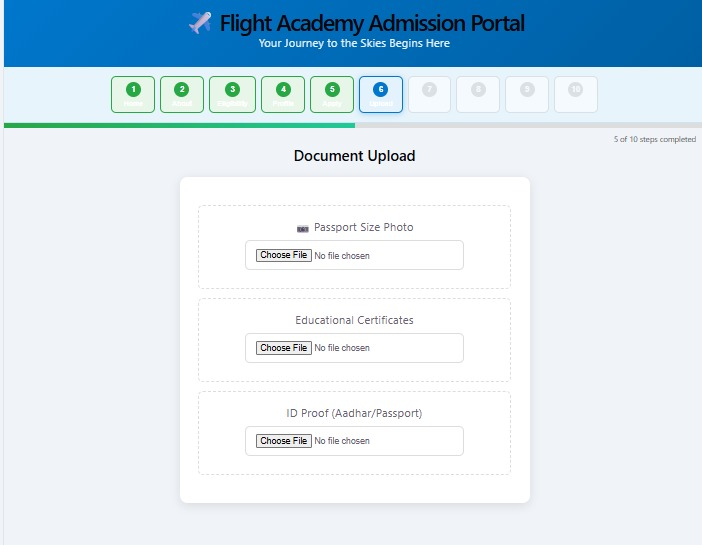 Flight Academy Admission Portal
Your Journey to the Skies Begins Here
1 2 3 4 5 6 7 8 9 10
Home About Eligibility Profile Apply Upload
5 of 10 steps completed
Document Upload
Passport Size Photo
Choose File No file chosen
Educational Certificates
Choose File No file chosen
ID Proof (Aadhar/Passport)
Choose File No file chosen